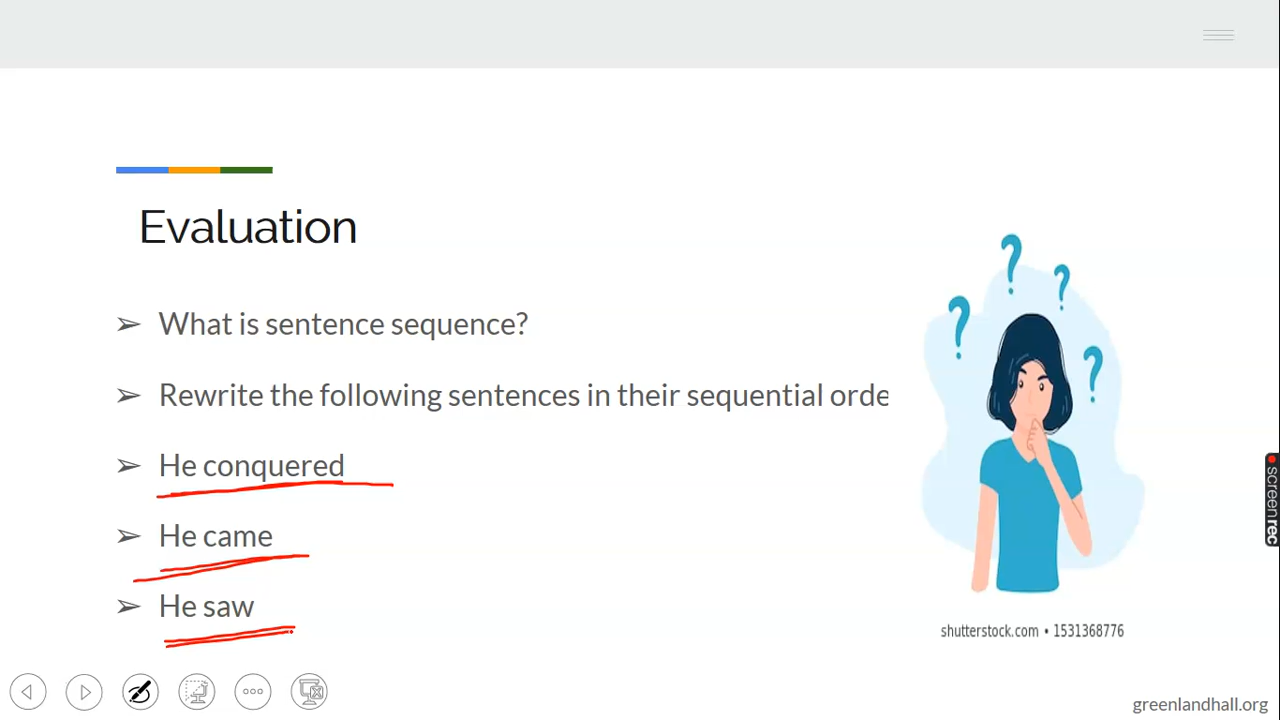 Evaluation
➢ What is sentence sequence?
➢ Rewrite the following sentences in their sequential orde
➢ He conquered
➢ He came
➢ He saw
shutterstock.com • 1531368776
screenrec
greenlandhall.org